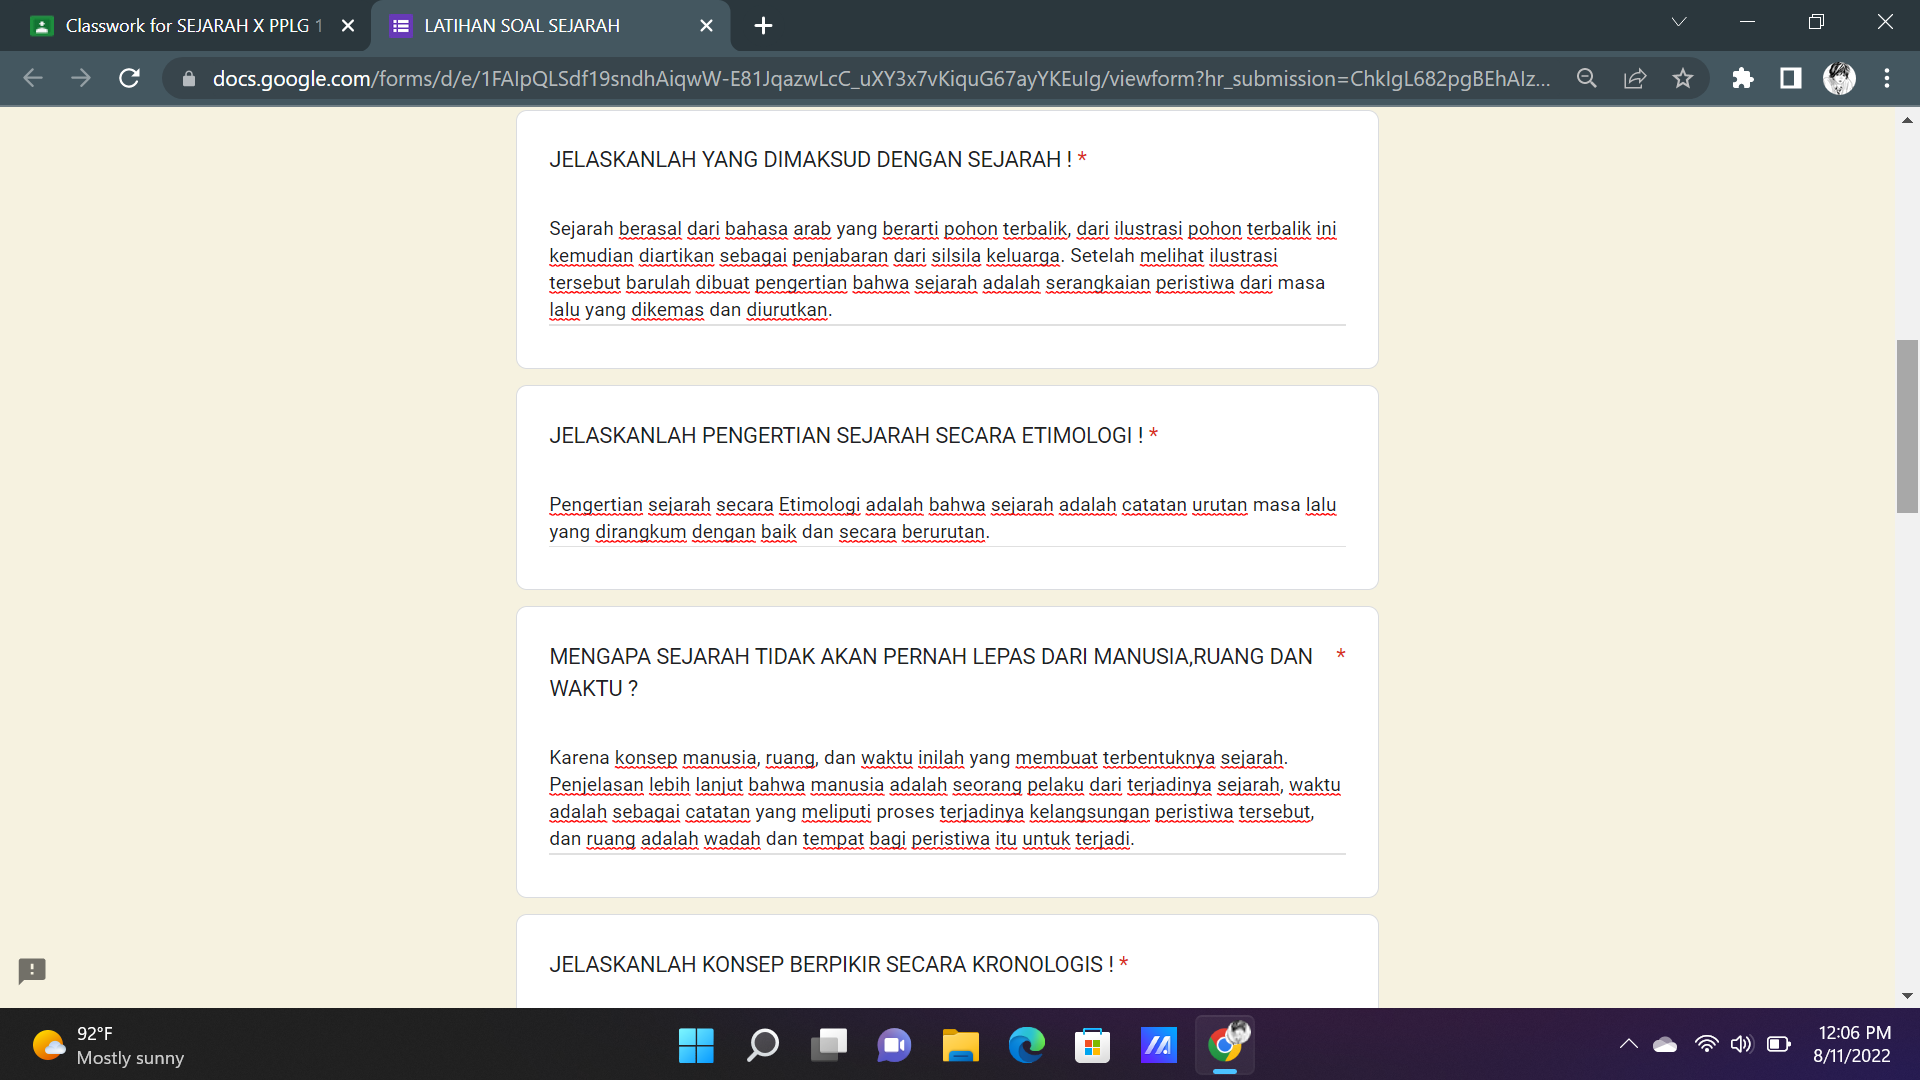 Classwork for SEJARAH X PPLG 1
LATIHAN SOAL SEJARAH
docs.google.com/forms/d/e/1FAIpQLSdf19sndhAiqwW-E81JqazwLcC_uXY3x7vKiquG67ayYKEuIg/viewform?hr_submission=ChkIgL682pgBEhAIz...
JELASKANLAH YANG DIMAKSUD DENGAN SEJARAH ! *
Sejarah berasal dari bahasa arab yang berarti pohon terbalik, dari ilustrasi pohon terbalik ini
kemudian diartikan sebagai penjabaran dari silsila keluarga. Setelah melihat ilustrasi
tersebut barulah dibuat pengertian bahwa sejarah adalah serangkaian peristiwa dari masa
lalu yang dikemas dan diurutkan.
JELASKANLAH PENGERTIAN SEJARAH SECARA ETIMOLOGI ! *
Pengertian sejarah secara Etimologi adalah bahwa sejarah adalah catatan urutan masa lalu
yang dirangkum dengan baik dan secara berurutan.
MENGAPA SEJARAH TIDAK AKAN PERNAH LEPAS DARI MANUSIA,RUANG DAN *
WAKTU ?
Karena konsep manusia, ruang, dan waktu inilah yang membuat terbentuknya sejarah.
Penjelasan lebih lanjut bahwa manusia adalah seorang pelaku dari terjadinya sejarah, waktu
adalah sebagai catatan yang meliputi proses terjadinya kelangsungan peristiwa tersebut,
dan ruang adalah wadah dan tempat bagi peristiwa itu untuk terjadi.
JELASKANLAH KONSEP BERPIKIR SECARA KRONOLOGIS ! *
92°F
Mostly sunny
12:06 PM
8/11/2022